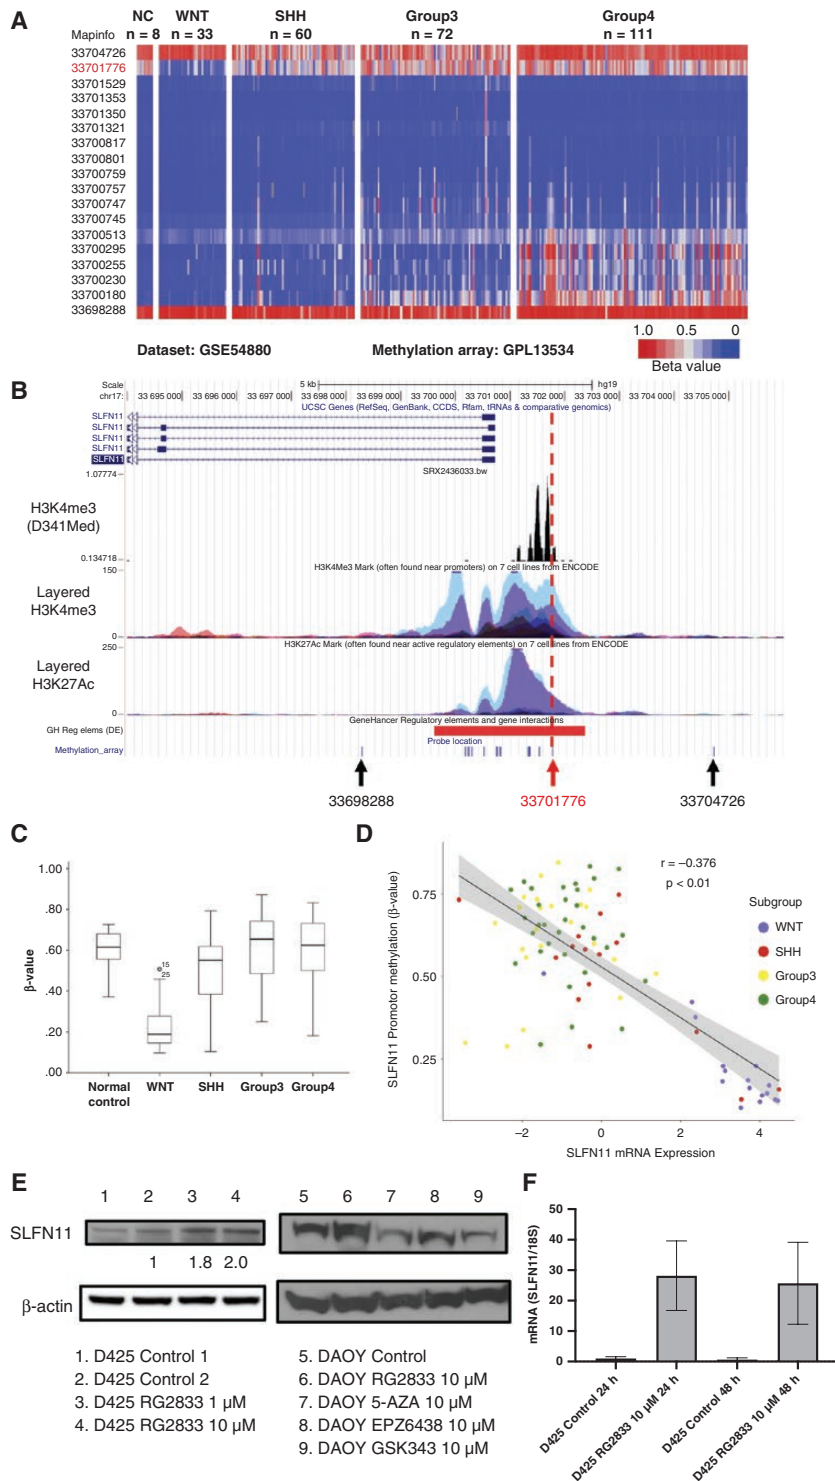 A
Mapinfo
NC
n = 8
WNT
n = 33
SHH
n = 60
Group3
n = 72
Group4
n = 111
33704726
33701776
33701529
33701353
33701350
33701321
33700817
33700801
33700759
33700757
33700747
33700745
33700513
33700295
33700255
33700230
33700180
33698288
Dataset: GSE54880
Methylation array: GPL13534
1.0 0.5 0
Beta value
B
Scale
5 kb
hg19
chr17:
33 695 000
33 696 000
33 697 000
33 698 000
33 699 000
33 700 000
33 701 000
33 702 000
33 703 000
33 704 000
33 705 000
UCSC Genes (RefSeq, GenBank, CCDS, Rfam, tRNAs & comparative genomics)
SLFN11
SLFN11
SLFN11
SLFN11
SLFN11
SRX2436033.bw
1.07774
H3K4me3
(D341Med)
0.134718
H3K4Me3 Mark (often found near promoters) on 7 cell lines from ENCODE
150
Layered
H3K4me3
0
H3K27Ac Mark (often found near active regulatory elements) on 7 cell lines from ENCODE
250
Layered
H3K27Ac
0
GeneHancer Regulatory elements and gene interactions
GH Reg elems (DE)
Probe location
Methylation_array
33698288
33701776
33704726
C
β-value
1.00
.80
.60
.40
.20
.00
15
25
Normal
control
WNT
SHH
Group3
Group4
D
SLFN11 Promotor methylation (β-value)
0.75
0.50
0.25
r = −0.376
p < 0.01
Subgroup
WNT
SHH
Group3
Group4
−2 0 2 4
SLFN11 mRNA Expression
E
1 2 3 4 5 6 7 8 9
SLFN11
1 1.8 2.0
β-actin
1. D425 Control 1
2. D425 Control 2
3. D425 RG2833 1 µM
4. D425 RG2833 10 µM
5. DAOY Control
6. DAOY RG2833 10 µM
7. DAOY 5-AZA 10 µM
8. DAOY EPZ6438 10 µM
9. DAOY GSK343 10 µM
F
mRNA (SLFN11/18S)
50
40
30
20
10
0
D425 Control 24 h
D425 RG2833 10 µM 24 h
D425 Control 48 h
D425 RG2833 10 µM 48 h